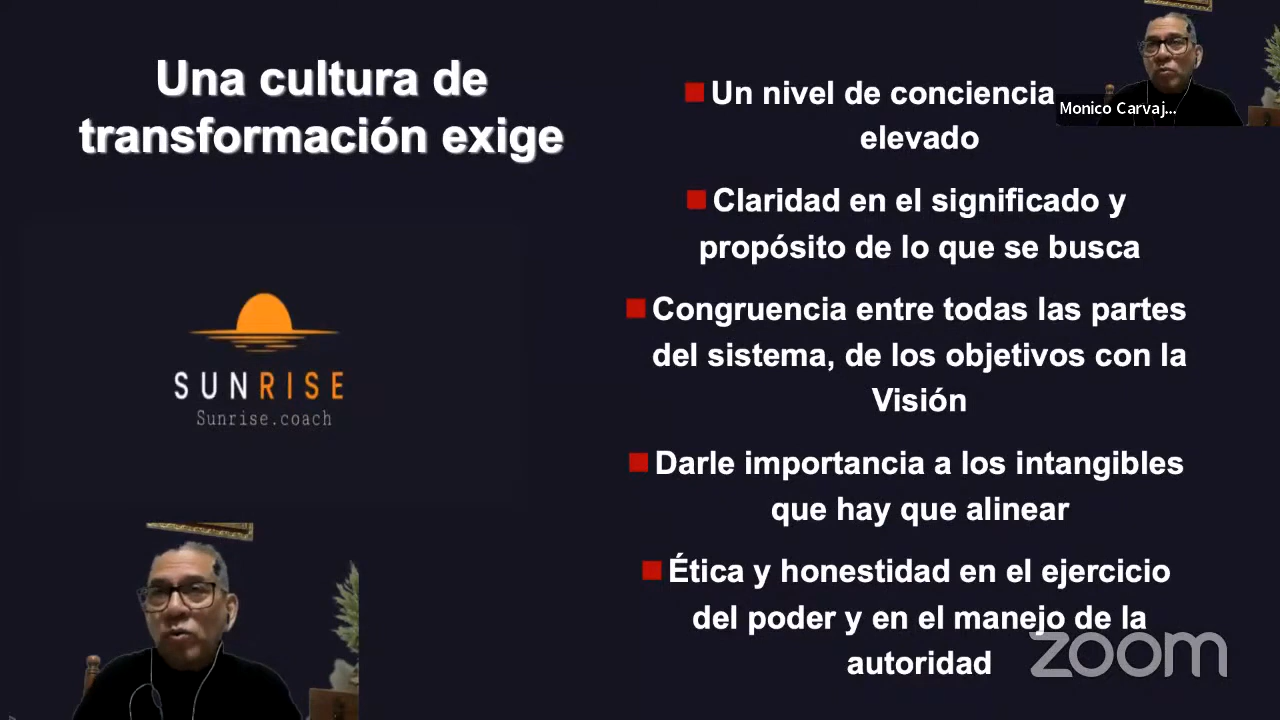 Una cultura de
transformación exige
SUNRISE
Sunrise.coach
Un nivel de conciencia
elevado
Claridad en el significado y
propósito de lo que se busca
Congruencia entre todas las partes
del sistema, de los objetivos con la
Visión
Darle importancia a los intangibles
que hay que alinear
Ética y honestidad en el ejercicio
del poder y en el manejo de la
autoridad
Monico Carvaj...
zoom